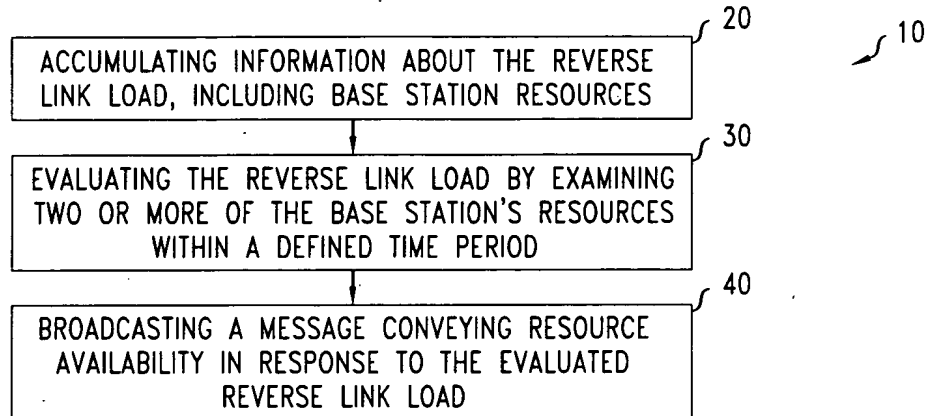 20
10
ACCUMULATING INFORMATION ABOUT THE REVERSE
LINK LOAD, INCLUDING BASE STATION RESOURCES
30
EVALUATING THE REVERSE LINK LOAD BY EXAMINING
TWO OR MORE OF THE BASE STATION'S RESOURCES
WITHIN A DEFINED TIME PERIOD
40
BROADCASTING A MESSAGE CONVEYING RESOURCE
AVAILABILITY IN RESPONSE TO THE EVALUATED
REVERSE LINK LOAD